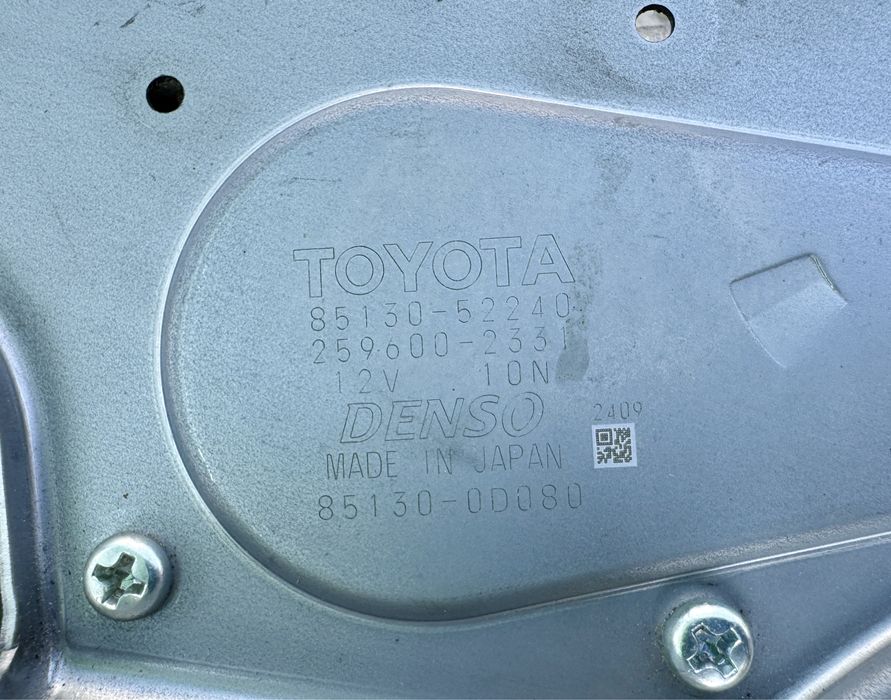 TOYOTA
85130-52240
259600-2331
12V 10N
DENSO
2409
MADE IN JAPAN
85130-0D080